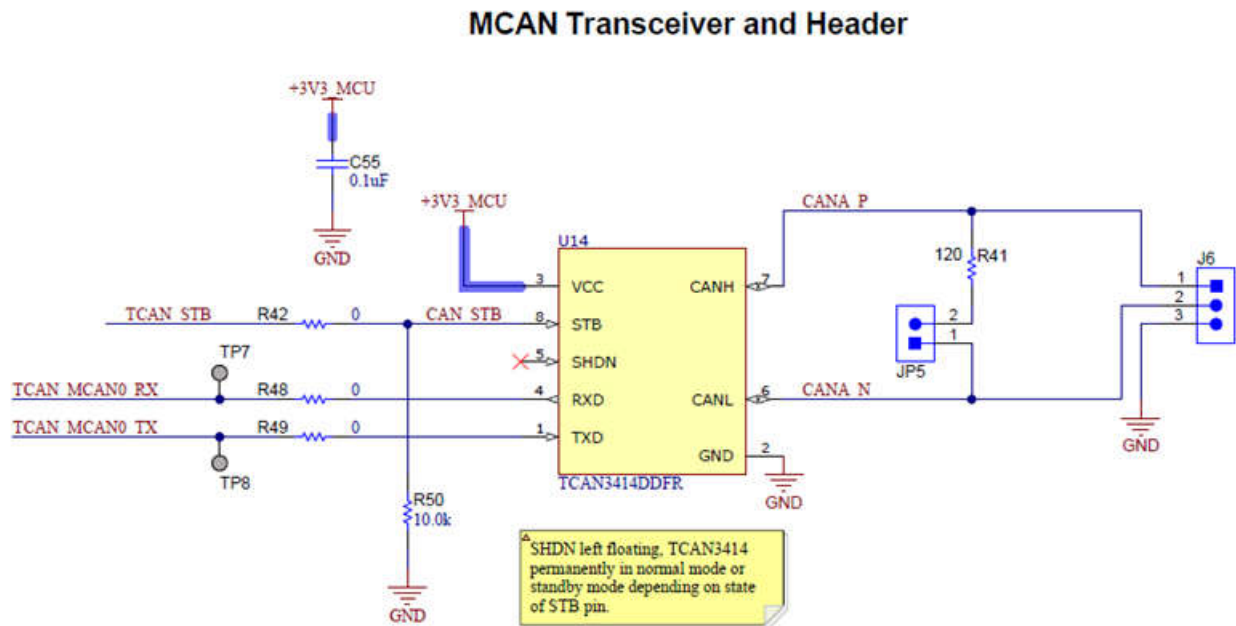 MCAN Transceiver and Header
+3V3_MCU
C55
0.1uF
GND
+3V3_MCU
U14
3 VCC
CANH 7
TCAN_STB R42 0 CAN_STB 8 STB
5 SHDN
TP7
TCAN_MCAN0_RX R48 0 4 RXD
CANL 6
TCAN_MCAN0_TX R49 0 1 TXD
TP8
GND 2
TCAN3414DDFR
GND
R50
10.0k
GND
CANA_P
120 R41
2
1
JP5
CANA_N
J6
1
2
3
GND
SHDN left floating, TCAN3414
permanently in normal mode or
standby mode depending on state
of STB pin.